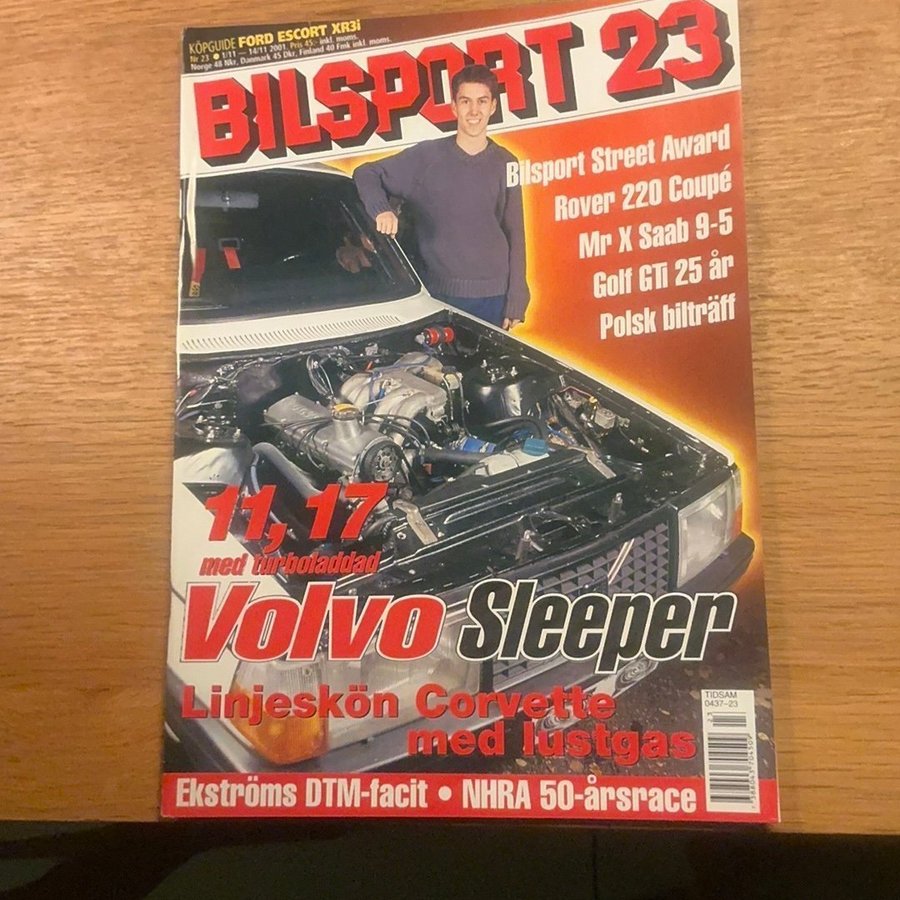 KÖPGUIDE FORD ESCORT XR3i
Nr 23 ● 1/11 — 14/11 2001. Pris 45:- inkl. moms.
Norge 48 Nkr, Danmark 45 Dkr, Finland 40 Fmk inkl. moms.
BILSPORT 23
Bilsport Street Award
Rover 220 Coupé
Mr X Saab 9-5
Golf GTi 25 år
Polsk bilträff
11, 17
med turboladdad
Volvo Sleeper
Linjeskön Corvette
med lustgas
TIDSAM
0437-23
23
Ekströms DTM-facit • NHRA 50-årsrace